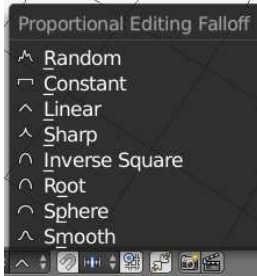 Proportional Editing Falloff
Random
Constant
Linear
Sharp
Inverse Square
Root
Sphere
Smooth